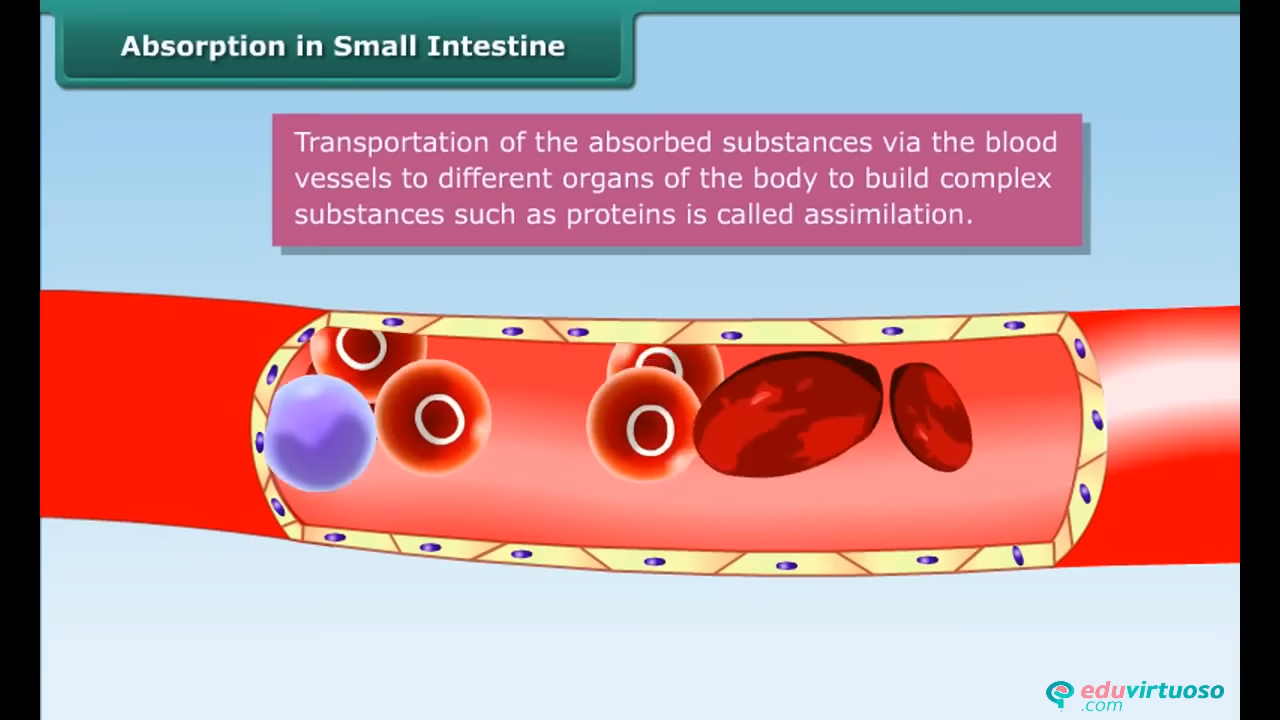 Absorption in Small Intestine
Transportation of the absorbed substances via the blood
vessels to different organs of the body to build complex
substances such as proteins is called assimilation.
eduvirtuoso
.com